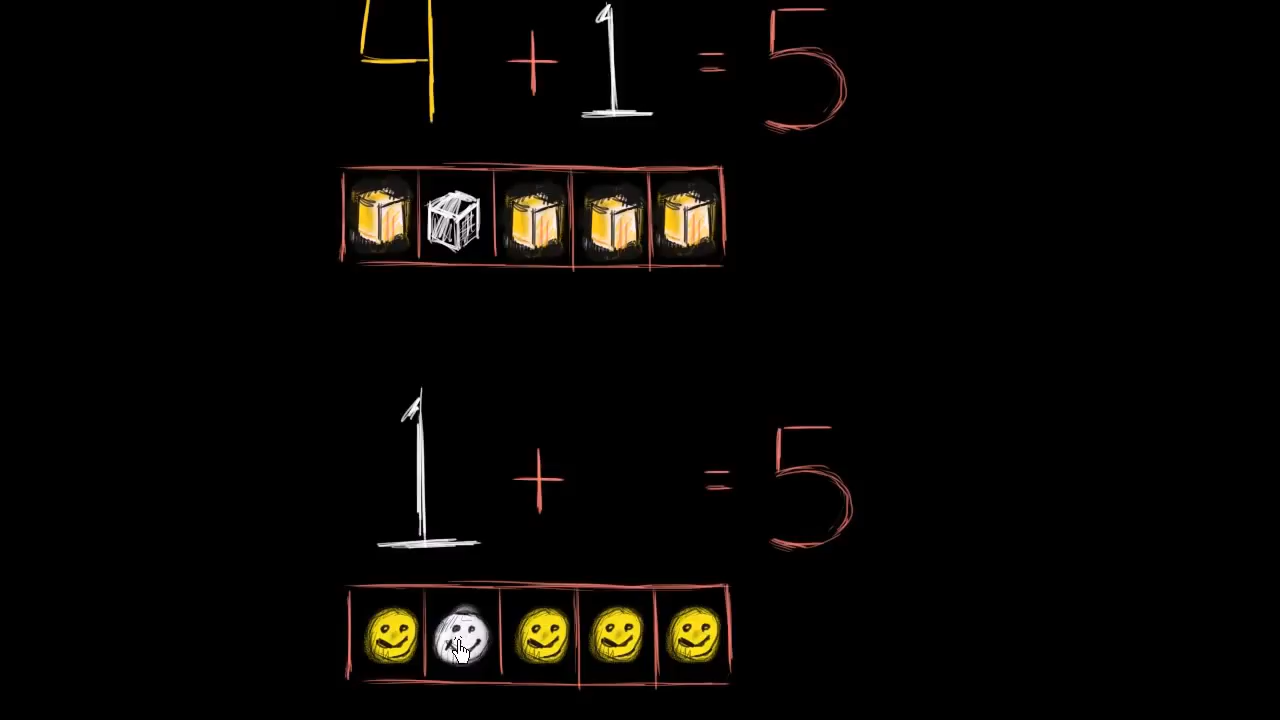 4 + 1 = 5
1 + = 5